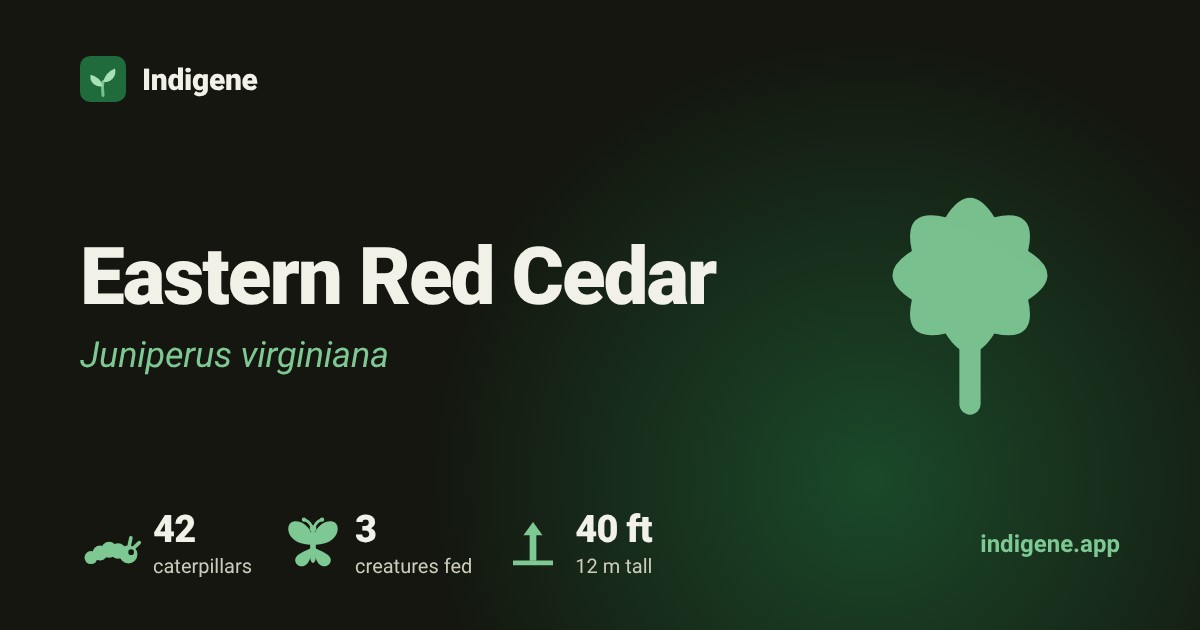 Indigene
Eastern Red Cedar
Juniperus virginiana
42
caterpillars
3
creatures fed
40 ft
12 m tall
indigene.app